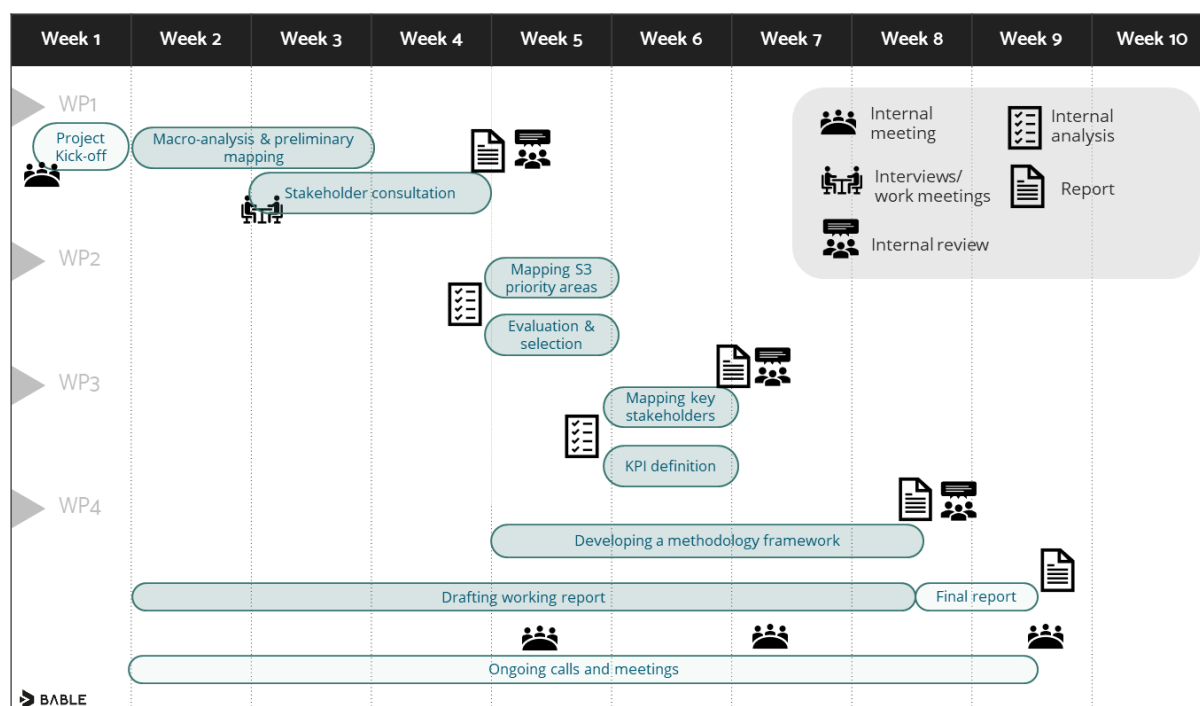 Week 1
Week 2
Week 3
Week 4
Week 5
Week 6
Week 7
Week 8
Week 9
Week 10
WP1
Project
Kick-off
Macro-analysis & preliminary
mapping
Stakeholder consultation
Internal
meeting
Internal
analysis
Interviews/
work meetings
Report
Internal review
WP2
Mapping S3
priority areas
Evaluation &
selection
WP3
Mapping key
stakeholders
KPI definition
WP4
Developing a methodology framework
Drafting working report
Final report
Ongoing calls and meetings
BABLE